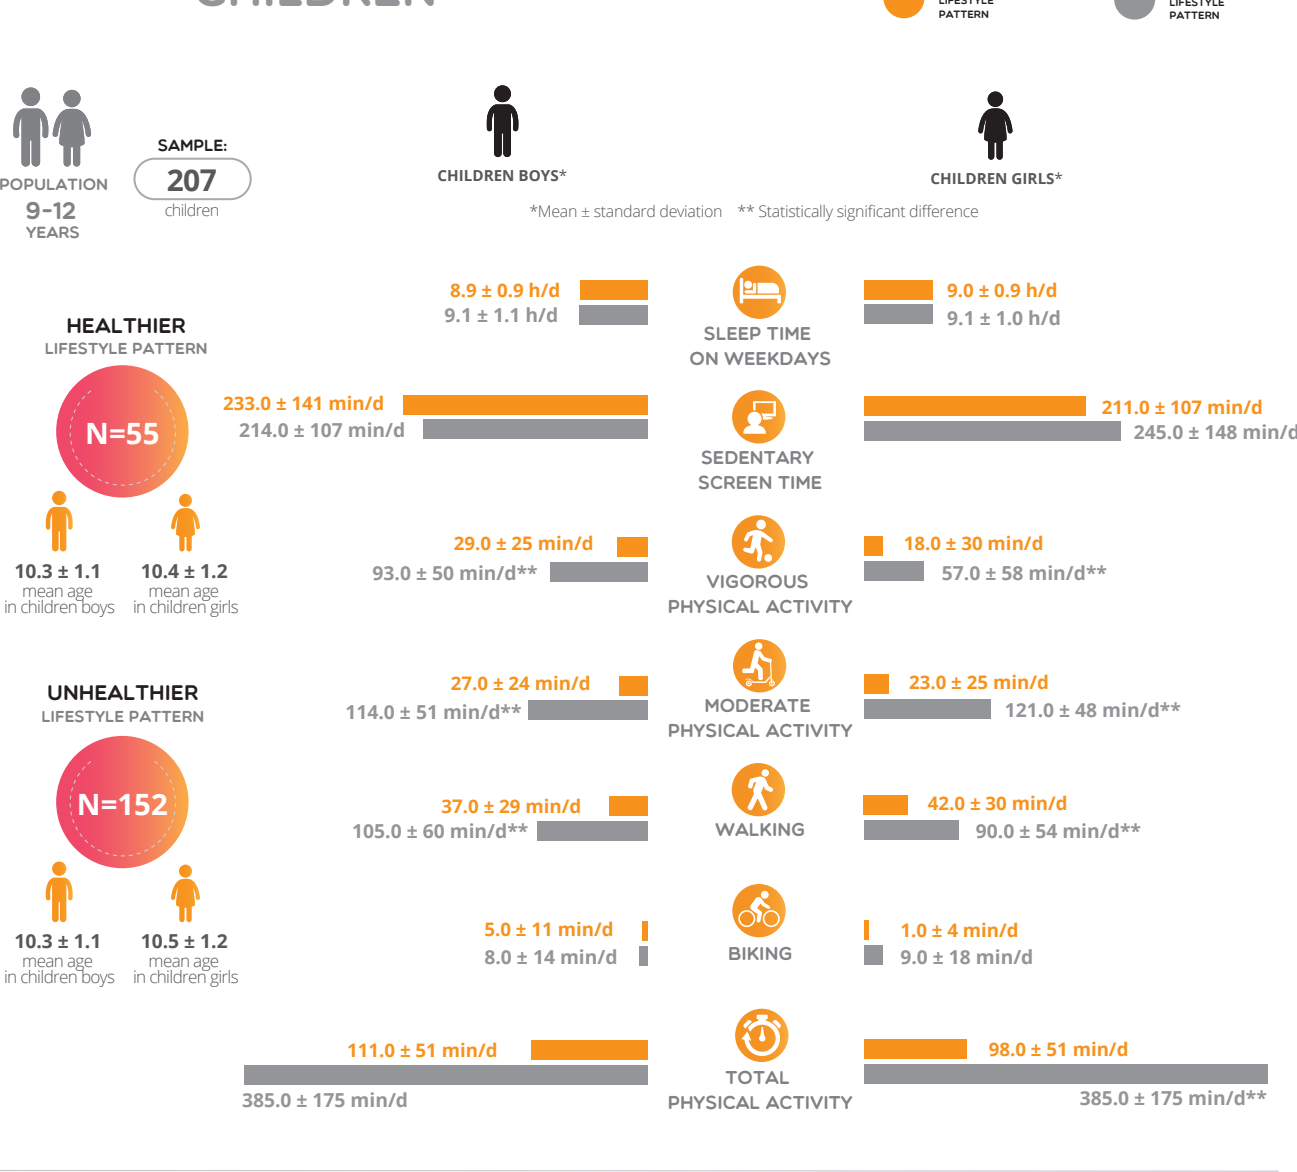 CHILDREN
LIFESTYLE
PATTERN
LIFESTYLE
PATTERN
POPULATION
9-12
YEARS
SAMPLE:
207
children
CHILDREN BOYS*
CHILDREN GIRLS*
*Mean ± standard deviation ** Statistically significant difference
HEALTHIER
LIFESTYLE PATTERN
N=55
10.3 ± 1.1
mean age
in children boys
10.4 ± 1.2
mean age
in children girls
UNHEALTHIER
LIFESTYLE PATTERN
N=152
10.3 ± 1.1
mean age
in children boys
10.5 ± 1.2
mean age
in children girls
8.9 ± 0.9 h/d
9.1 ± 1.1 h/d
SLEEP TIME
ON WEEKDAYS
9.0 ± 0.9 h/d
9.1 ± 1.0 h/d
233.0 ± 141 min/d
214.0 ± 107 min/d
SEDENTARY
SCREEN TIME
211.0 ± 107 min/d
245.0 ± 148 min/d
29.0 ± 25 min/d
93.0 ± 50 min/d**
VIGOROUS
PHYSICAL ACTIVITY
18.0 ± 30 min/d
57.0 ± 58 min/d**
27.0 ± 24 min/d
114.0 ± 51 min/d**
MODERATE
PHYSICAL ACTIVITY
23.0 ± 25 min/d
121.0 ± 48 min/d**
37.0 ± 29 min/d
105.0 ± 60 min/d**
WALKING
42.0 ± 30 min/d
90.0 ± 54 min/d**
5.0 ± 11 min/d
8.0 ± 14 min/d
BIKING
1.0 ± 4 min/d
9.0 ± 18 min/d
111.0 ± 51 min/d
385.0 ± 175 min/d
TOTAL
PHYSICAL ACTIVITY
98.0 ± 51 min/d
385.0 ± 175 min/d**